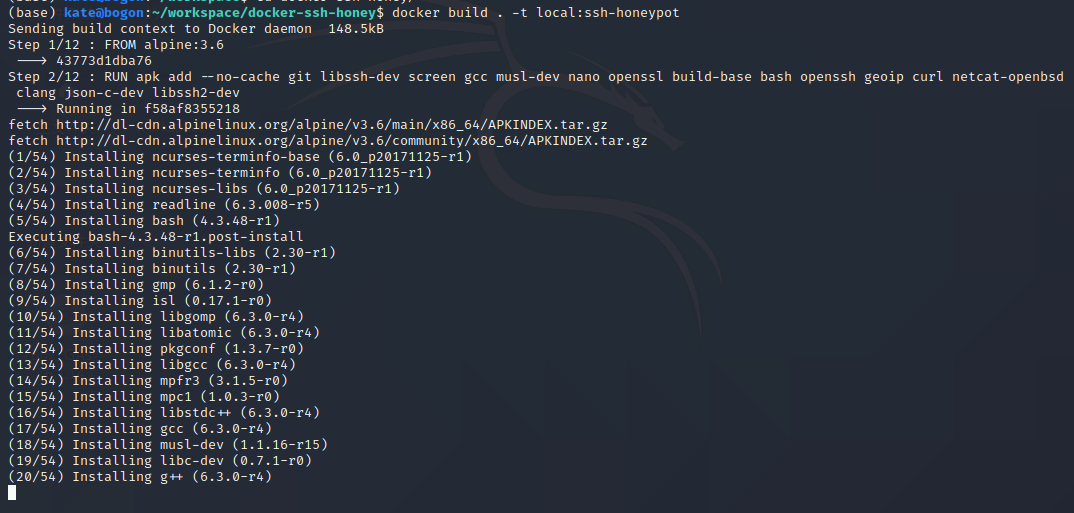 (base) kate@bogon:~/workspace/docker-ssh-honey$ docker build . -t local:ssh-honeypot
Sending build context to Docker daemon  148.5kB
Step 1/12 : FROM alpine:3.6
 ---> 43773d1dba76
Step 2/12 : RUN apk add --no-cache git libssh-dev screen gcc musl-dev nano openssl build-base bash openssh geoip curl netcat-openbsd
 clang json-c-dev libssh2-dev
 ---> Running in f58af8355218
fetch http://dl-cdn.alpinelinux.org/alpine/v3.6/main/x86_64/APKINDEX.tar.gz
fetch http://dl-cdn.alpinelinux.org/alpine/v3.6/community/x86_64/APKINDEX.tar.gz
(1/54) Installing ncurses-terminfo-base (6.0_p20171125-r1)
(2/54) Installing ncurses-terminfo (6.0_p20171125-r1)
(3/54) Installing ncurses-libs (6.0_p20171125-r1)
(4/54) Installing readline (6.3.008-r5)
(5/54) Installing bash (4.3.48-r1)
Executing bash-4.3.48-r1.post-install
(6/54) Installing binutils-libs (2.30-r1)
(7/54) Installing binutils (2.30-r1)
(8/54) Installing gmp (6.1.2-r0)
(9/54) Installing isl (0.17.1-r0)
(10/54) Installing libgomp (6.3.0-r4)
(11/54) Installing libatomic (6.3.0-r4)
(12/54) Installing pkgconf (1.3.7-r0)
(13/54) Installing libgcc (6.3.0-r4)
(14/54) Installing mpfr3 (3.1.5-r0)
(15/54) Installing mpc1 (1.0.3-r0)
(16/54) Installing libstdc++ (6.3.0-r4)
(17/54) Installing gcc (6.3.0-r4)
(18/54) Installing musl-dev (1.1.16-r15)
(19/54) Installing libc-dev (0.7.1-r0)
(20/54) Installing g++ (6.3.0-r4)